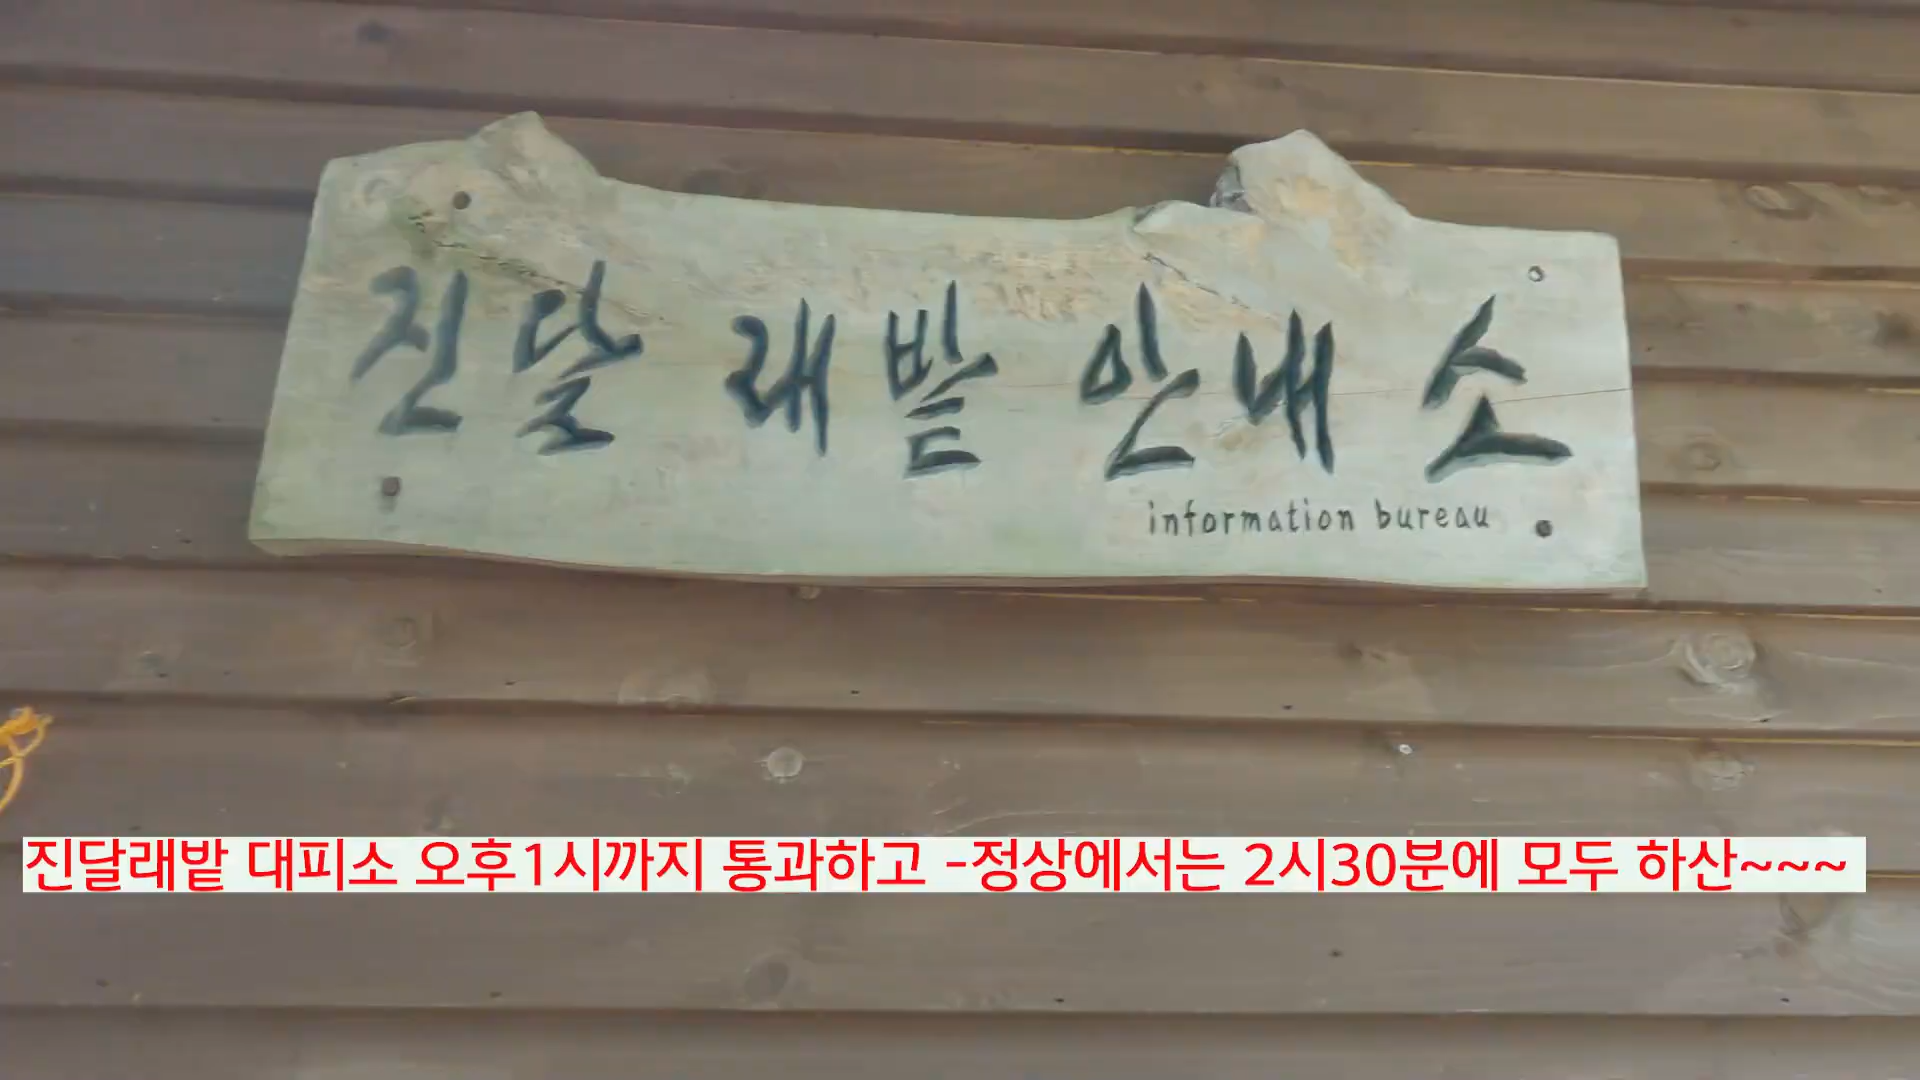 진달래밭 안내소
information bureau
진달래밭 대피소 오후1시까지 통과하고 -정상에서는 2시30분에 모두 하산~~~